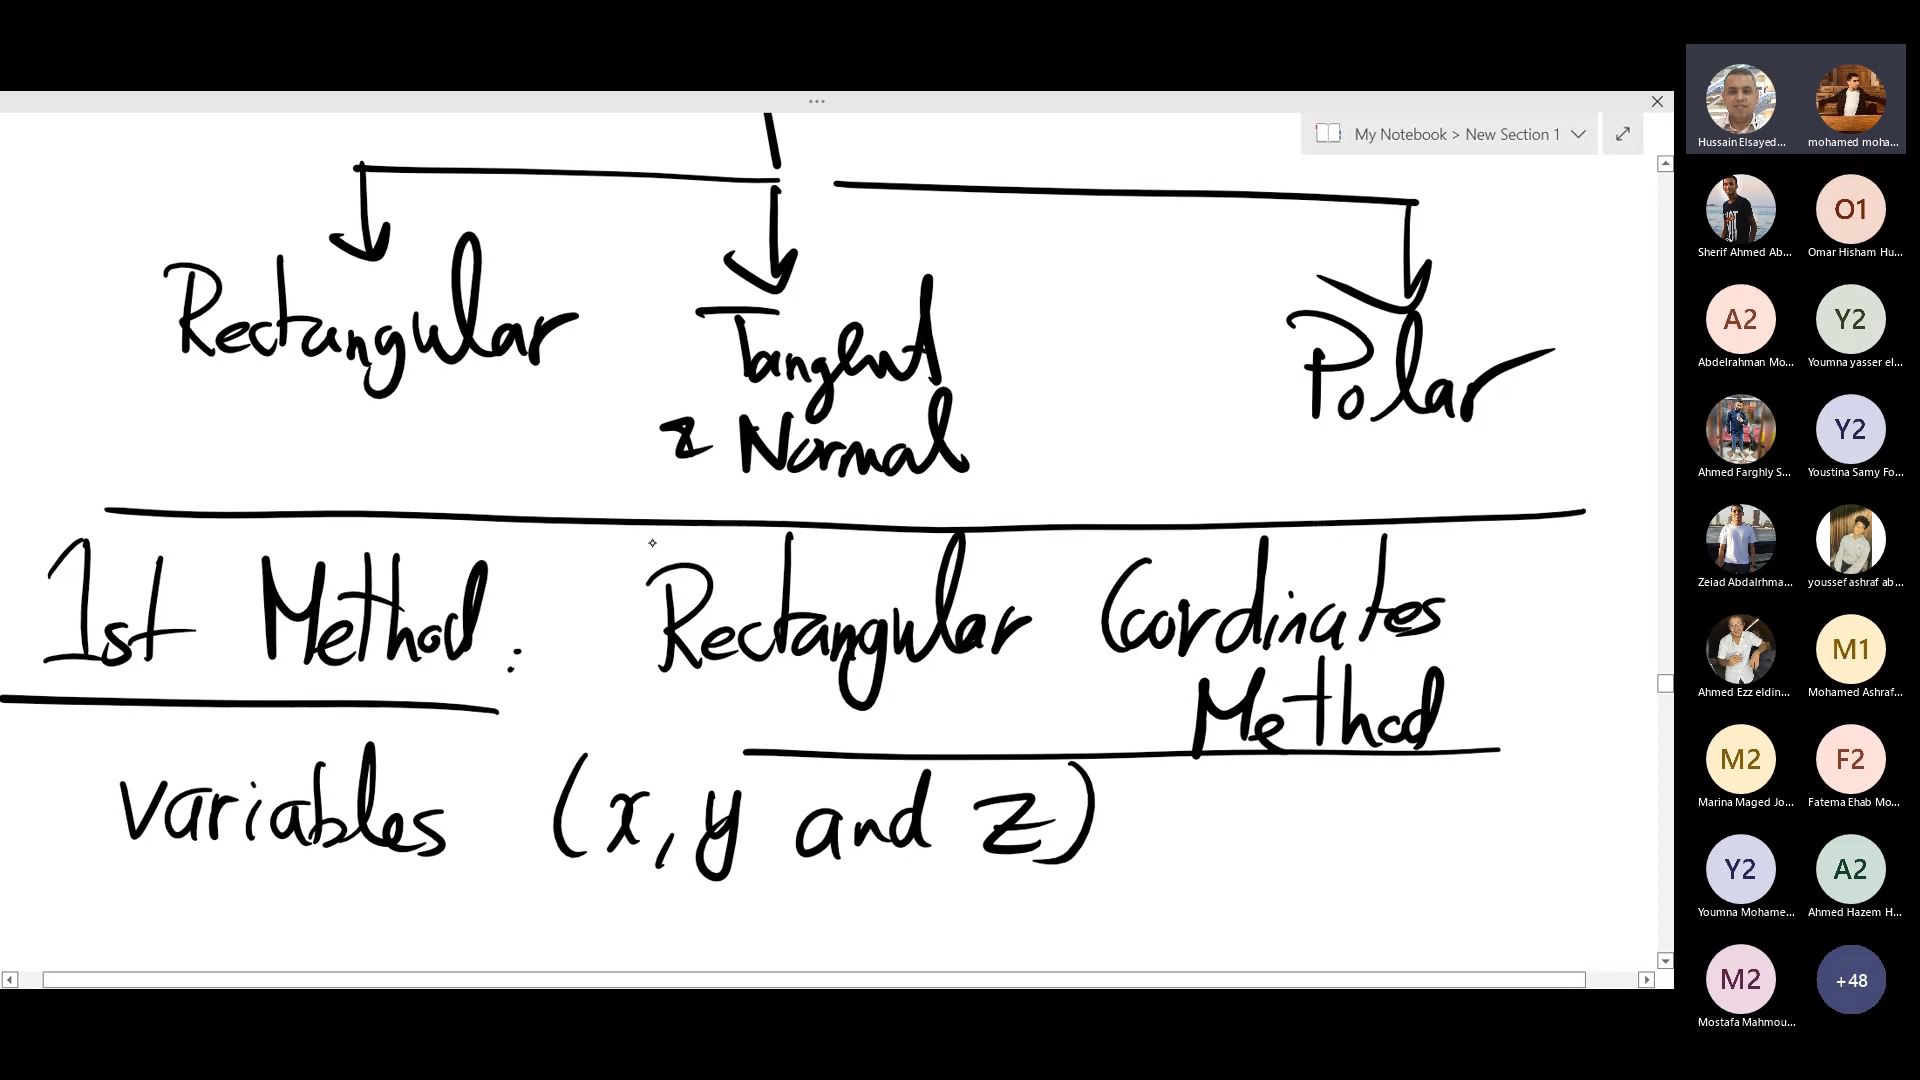 ...
My Notebook > New Section 1
Rectangular
Tangent
& Normal
Polar
1st Method:
Rectangular Coordinates
Method
variables (x, y and z)
Hussain Elsayed...
mohamed moha...
Sherif Ahmed Ab...
O1
Omar Hisham Hu...
A2
Abdelrahman Mo...
Y2
Youmna yasser el...
Ahmed Farghly S...
Y2
Youstina Samy Fo...
Zeiad Abdalrhma...
youssef ashraf ab...
Ahmed Ezz eldin...
M1
Mohamed Ashraf...
M2
Marina Maged Jo...
F2
Fatema Ehab Mo...
Y2
Youmna Mohame...
A2
Ahmed Hazem H...
M2
Mostafa Mahmou...
+48